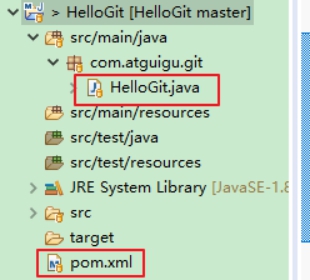 > HelloGit [HelloGit master]
src/main/java
com.atguigu.git
HelloGit.java
src/main/resources
src/test/java
src/test/resources
JRE System Library [JavaSE-1.8
src
target
pom.xml